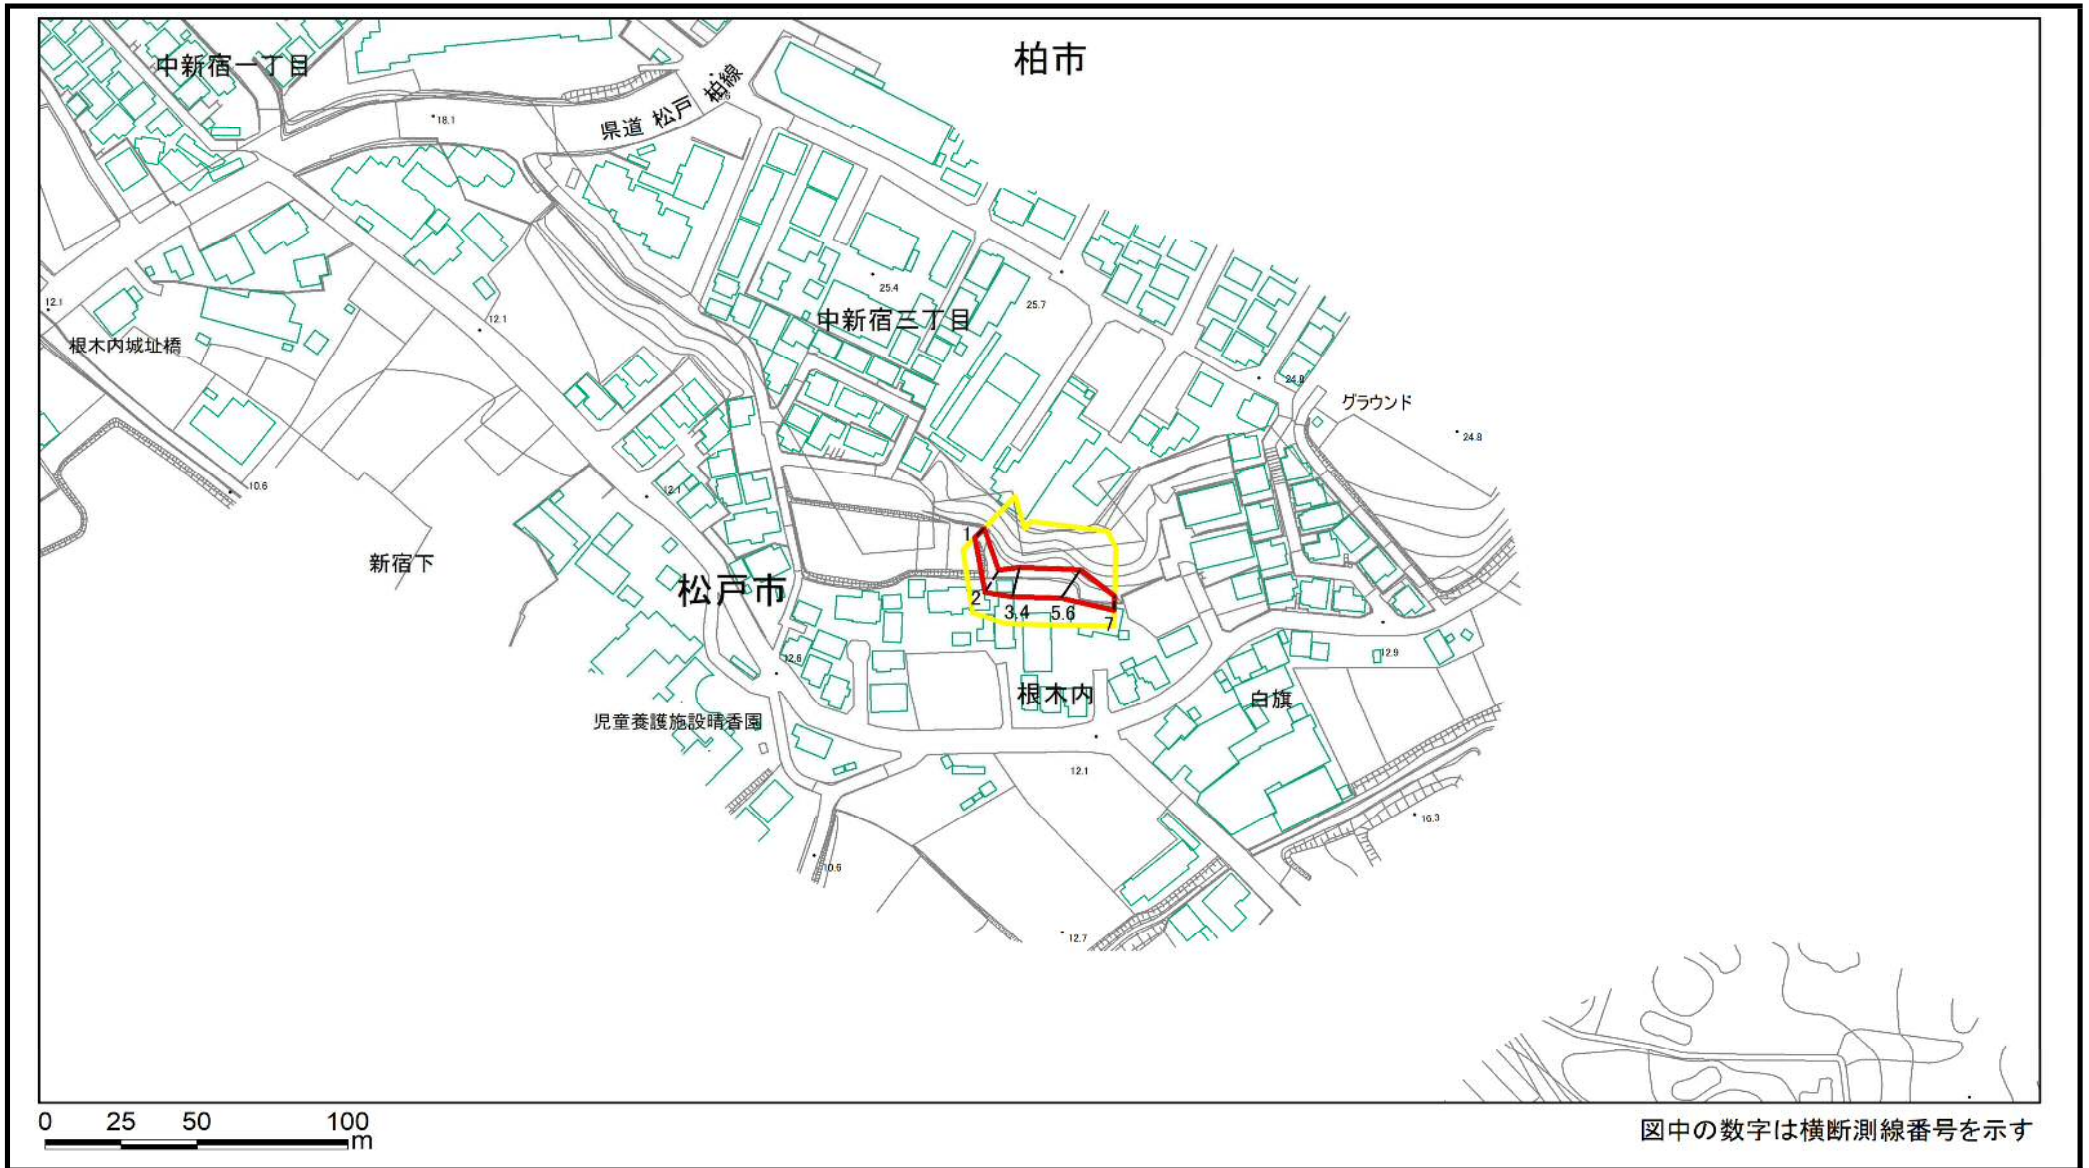 柏市
中新宿一丁目
県道 松戸 柏線
18.1
25.4
25.7
中新宿三丁目
12.1
12.1
根木内城址橋
24.8
グラウンド
24.8
10.6
12.1
新宿下
松戸市
1
2
3.4
5.6
7
12.6
12.9
根木内
白旗
児童養護施設晴香園
12.1
16.3
10.6
12.7
0 25 50 100
m
図中の数字は横断測線番号を示す